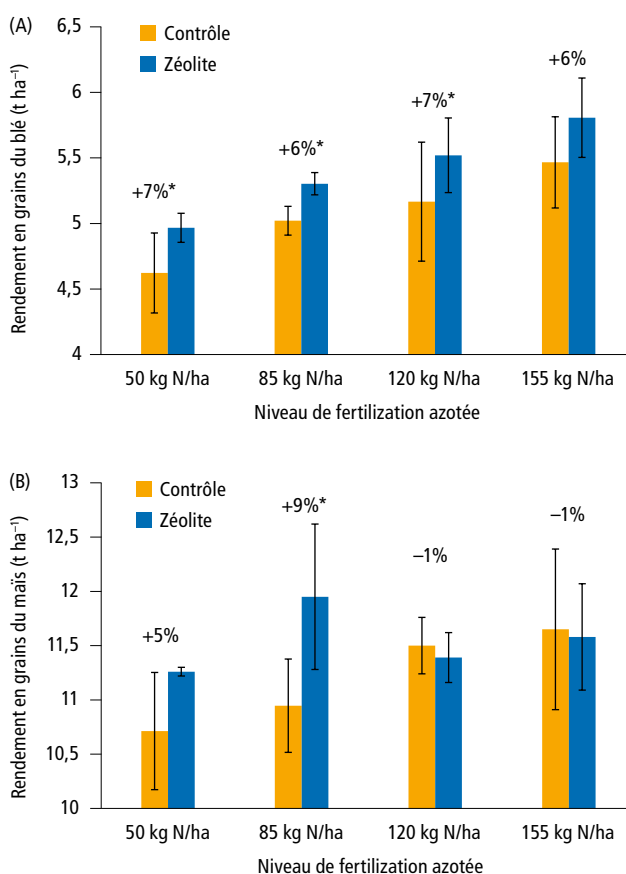 (A)
Rendement en grains du blé (t ha⁻¹)
6,5
6
5,5
5
4,5
4
Contrôle
Zéolite
+7%*
+6%*
+7%*
+6%
50 kg N/ha
85 kg N/ha
120 kg N/ha
155 kg N/ha
Niveau de fertilization azotée
(B)
Rendement en grains du maïs (t ha⁻¹)
13
12,5
12
11,5
11
10,5
10
Contrôle
Zéolite
+5%
+9%*
−1%
−1%
50 kg N/ha
85 kg N/ha
120 kg N/ha
155 kg N/ha
Niveau de fertilization azotée